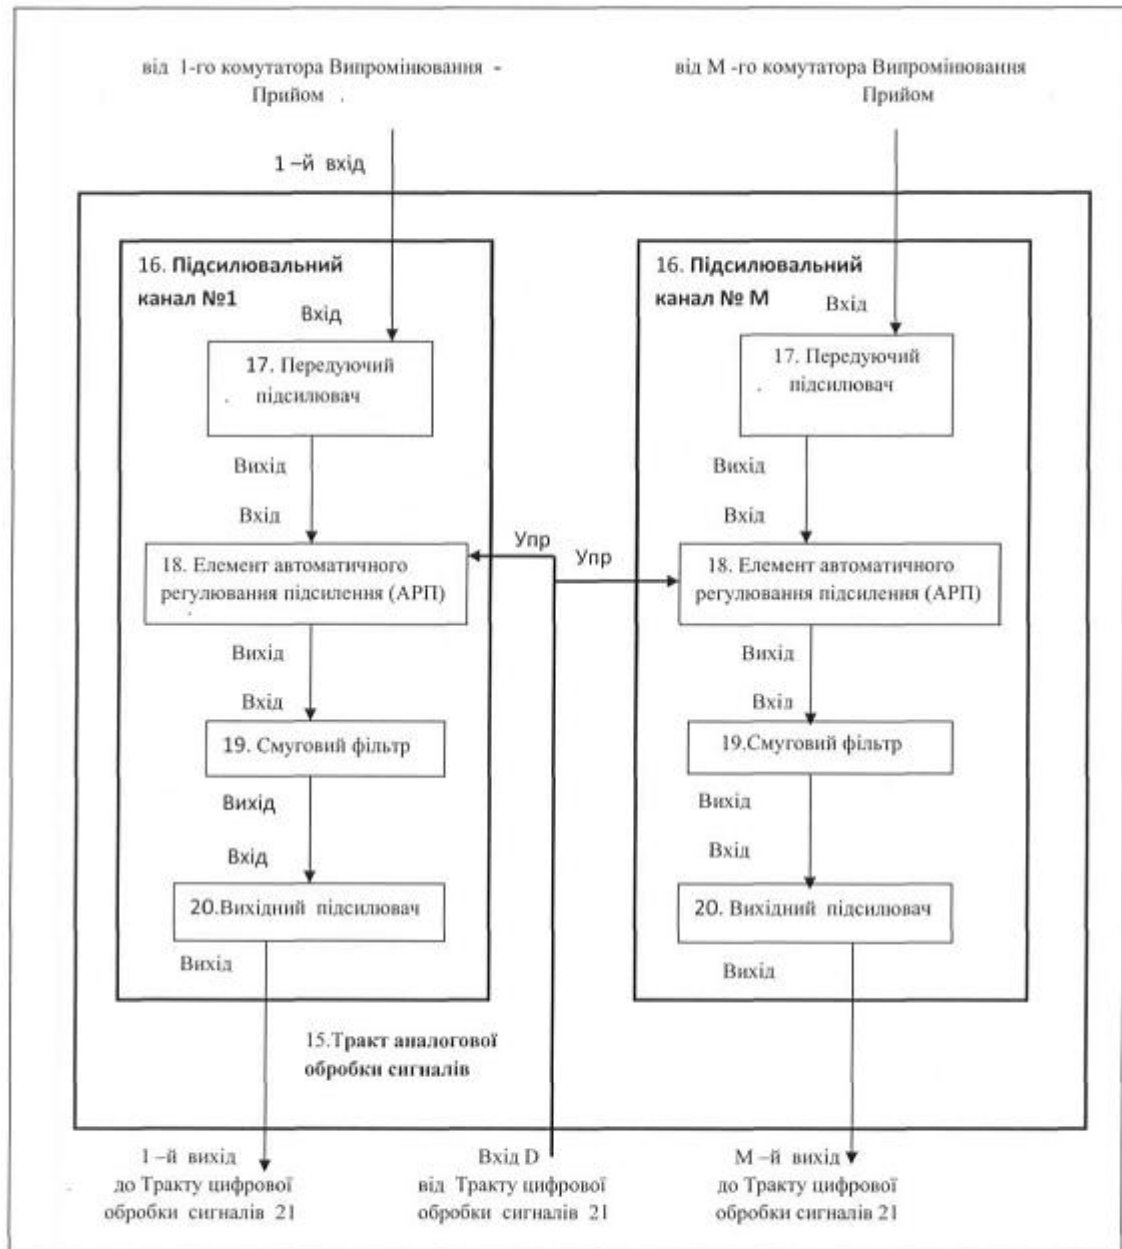 від 1-го комутатора Випромінювання -
Прийом
від М -го комутатора Випромінювання
Прийом
1 –й вхід
16. Підсилювальний
канал №1
Вхід
17. Передуючий
підсилювач
Вихід
Вхід
18. Елемент автоматичного
регулювання підсилення (АРП)
Вихід
Вхід
19. Смуговий фільтр
Вихід
Вхід
20.Вихідний підсилювач
Вихід
Упр
Упр
16. Підсилювальний
канал № М
Вхід
17. Передуючий
підсилювач
Вихід
Вхід
18. Елемент автоматичного
регулювання підсилення (АРП)
Вихід
Вхід
19.Смуговий фільтр
Вихід
Вхід
20. Вихідний підсилювач
Вихід
15.Тракт аналогової
обробки сигналів
1 –й вихід
до Тракту цифрової
обробки сигналів 21
Вхід D
від Тракту цифрової
обробки сигналів 21
М –й вихід
до Тракту цифрової
обробки сигналів 21